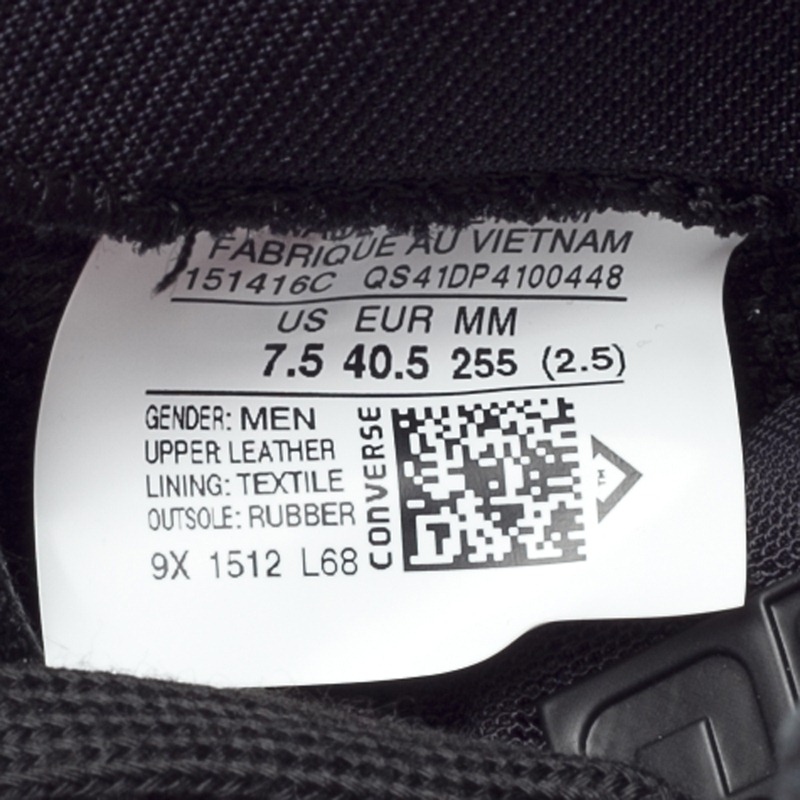 FABRIQUE AU VIETNAM
151416C QS41DP4100448
US EUR MM
7.5 40.5 255 (2.5)
GENDER: MEN
UPPER: LEATHER
LINING: TEXTILE
OUTSOLE: RUBBER
9X 1512 L68
CONVERSE